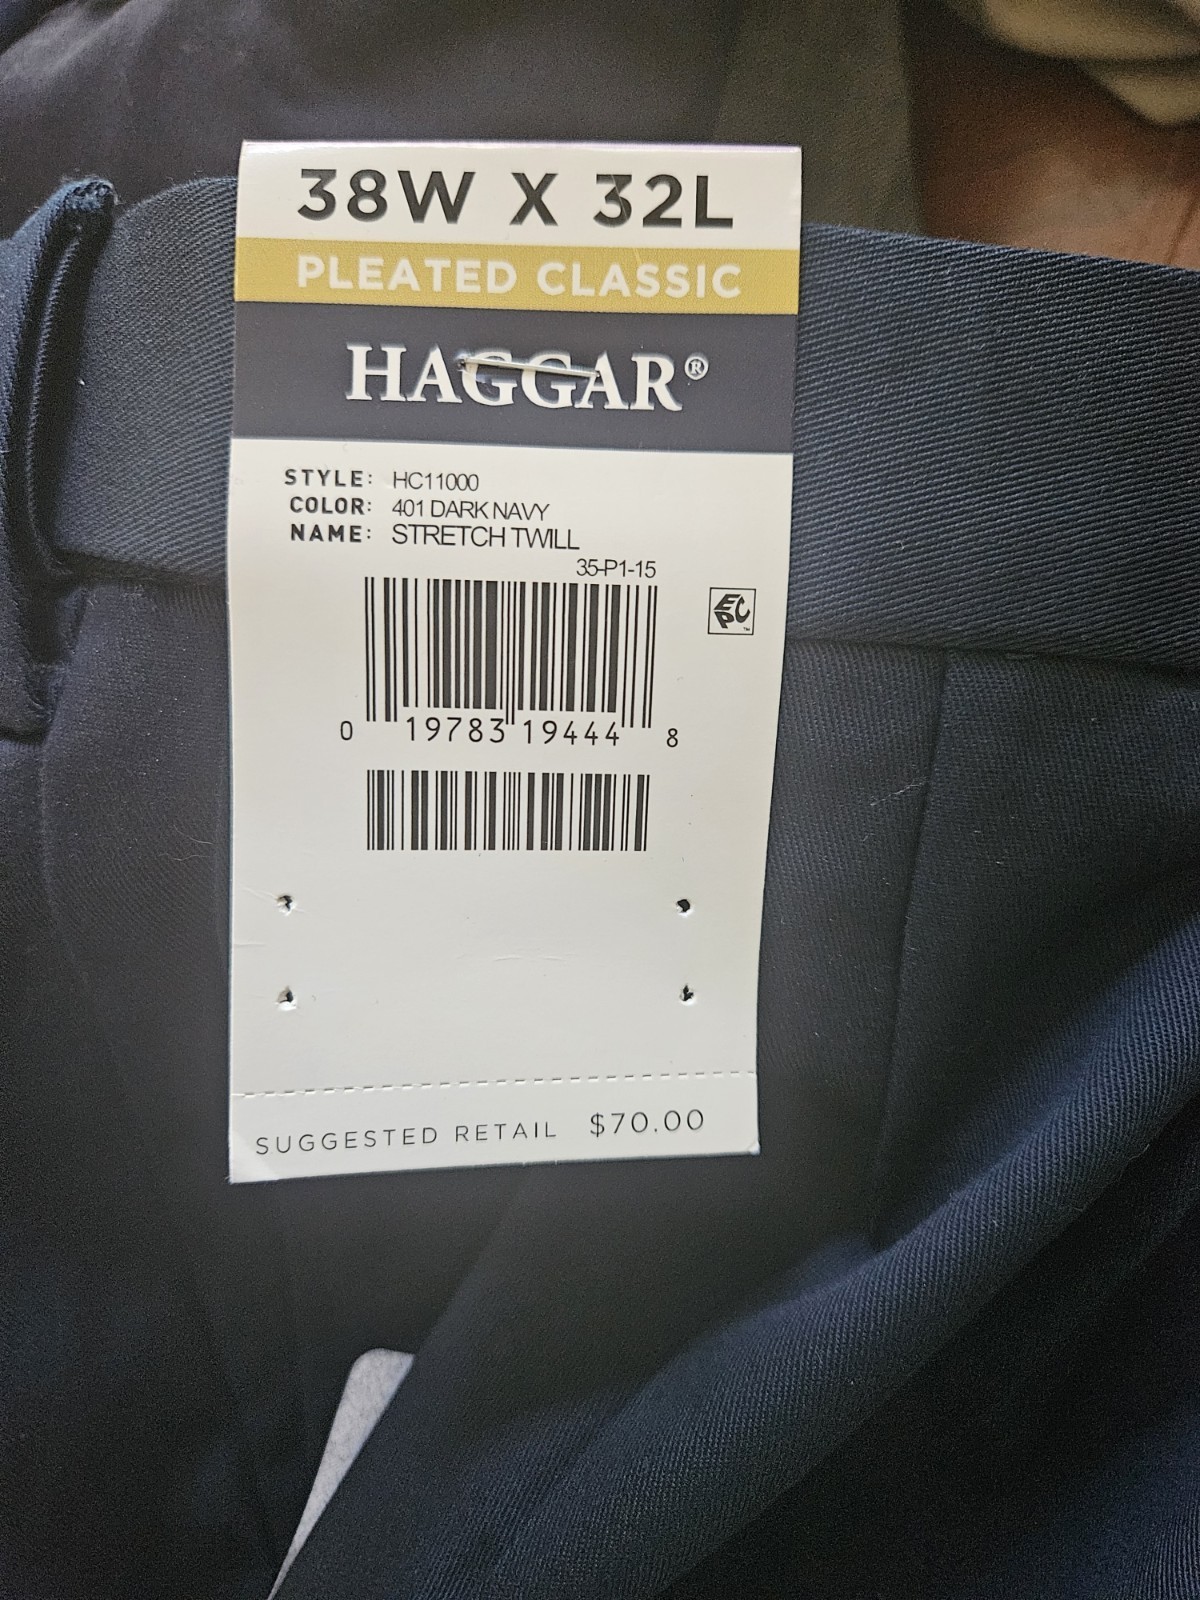 38W X 32L
PLEATED CLASSIC
HAGGAR®
STYLE: HC11000
COLOR: 401 DARK NAVY
NAME: STRETCH TWILL
35-P1-15
EPC™
0 19783 19444 8
SUGGESTED RETAIL $70.00